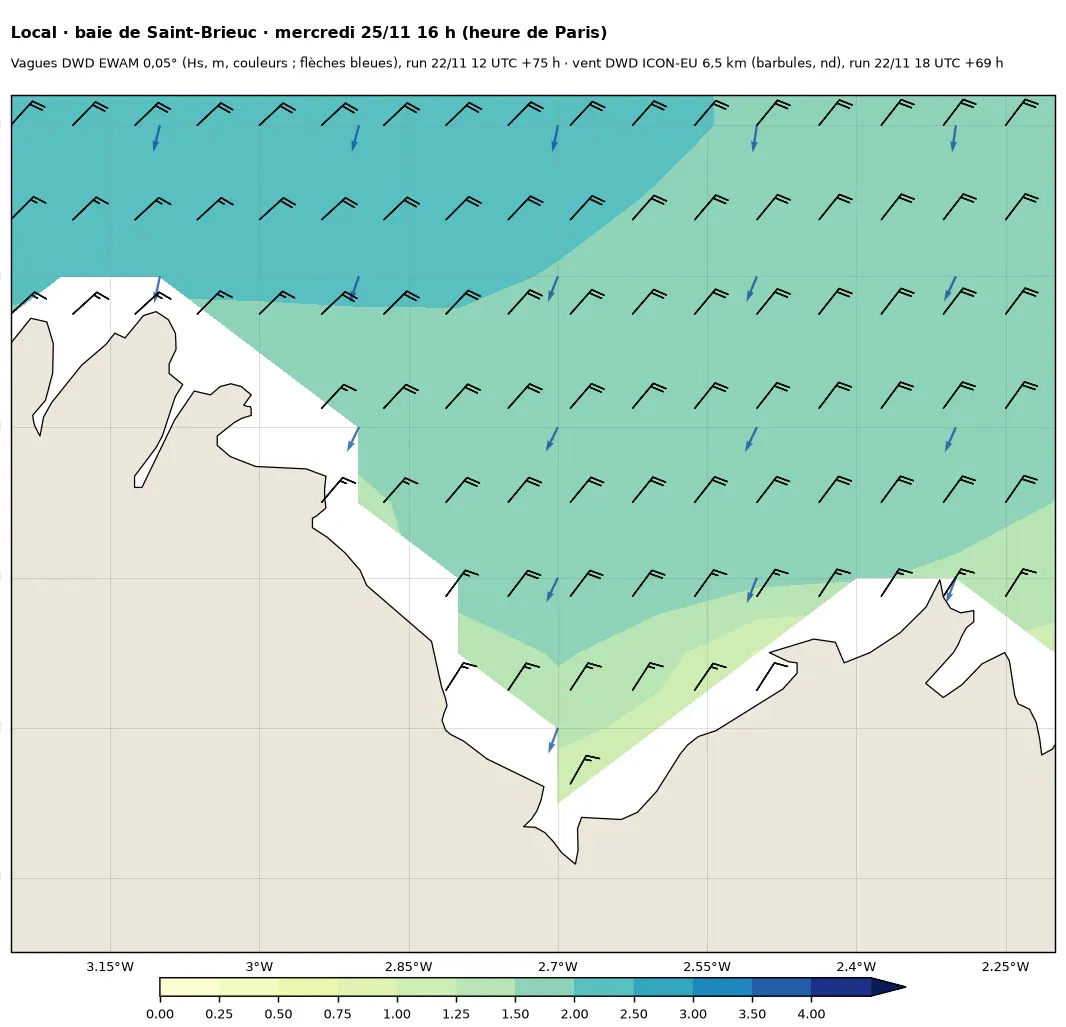 Local · baie de Saint-Brieuc · mercredi 25/11 16 h (heure de Paris)
Vagues DWD EWAM 0,05° (Hs, m, couleurs ; flèches bleues), run 22/11 12 UTC +75 h · vent DWD ICON-EU 6,5 km (barbules, nd), run 22/11 18 UTC +69 h
3.15°W 3°W 2.85°W 2.7°W 2.55°W 2.4°W 2.25°W
0.00 0.25 0.50 0.75 1.00 1.25 1.50 2.00 2.50 3.00 3.50 4.00